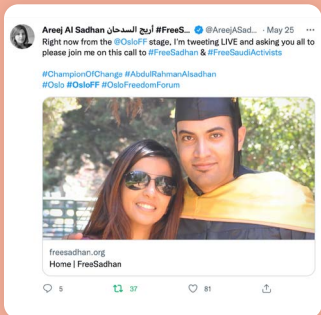 Areej Al Sadhan أريج السدحان #FreeS... @AreejASad... · May 25 ...
Right now from the @OsloFF stage, I'm tweeting LIVE and asking you all to
please join me on this call to #FreeSadhan & #FreeSaudiActivists
#ChampionOfChange #AbdulRahmanAlsadhan
#Oslo #OsloFF #OsloFreedomForum
freesadhan.org
Home | FreeSadhan
5 37 81